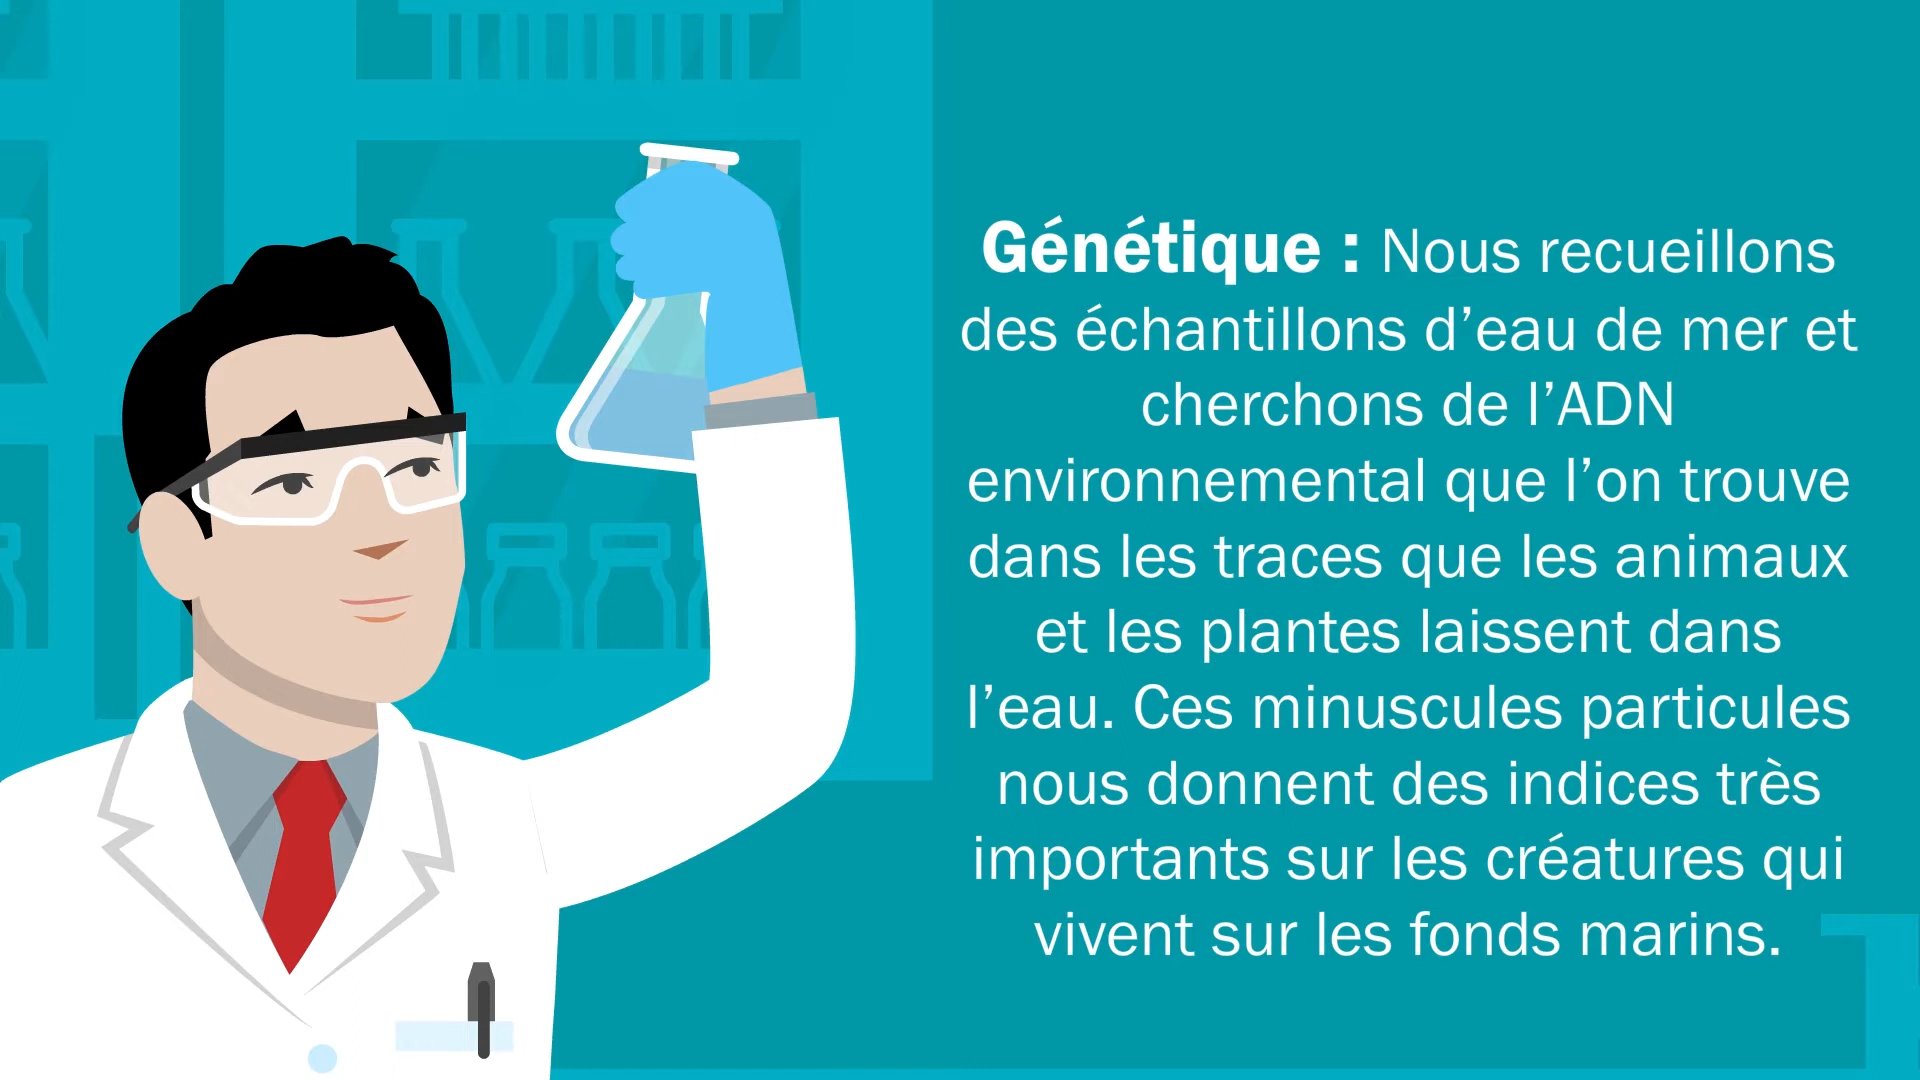 Génétique : Nous recueillons
des échantillons d’eau de mer et
cherchons de l’ADN
environnemental que l’on trouve
dans les traces que les animaux
et les plantes laissent dans
l’eau. Ces minuscules particules
nous donnent des indices très
importants sur les créatures qui
vivent sur les fonds marins.